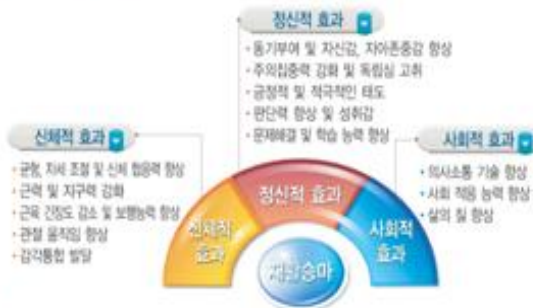 정신적 효과
• 동기부여 및 자신감, 자아존중감 향상
• 주의집중력 강화 및 독립심 고취
• 긍정적 및 적극적인 태도
• 판단력 향상 및 성취감
• 문제해결 및 학습 능력 향상
신체적 효과
• 균형, 자세 조절 및 신체 협응력 향상
• 근력 및 지구력 강화
• 근육 긴장도 감소 및 보행능력 향상
• 관절 움직임 향상
• 감각통합 발달
사회적 효과
• 의사소통 기술 향상
• 사회 적응 능력 향상
• 삶의 질 향상
정신적 효과
신체적
효과
사회적
효과
재활승마